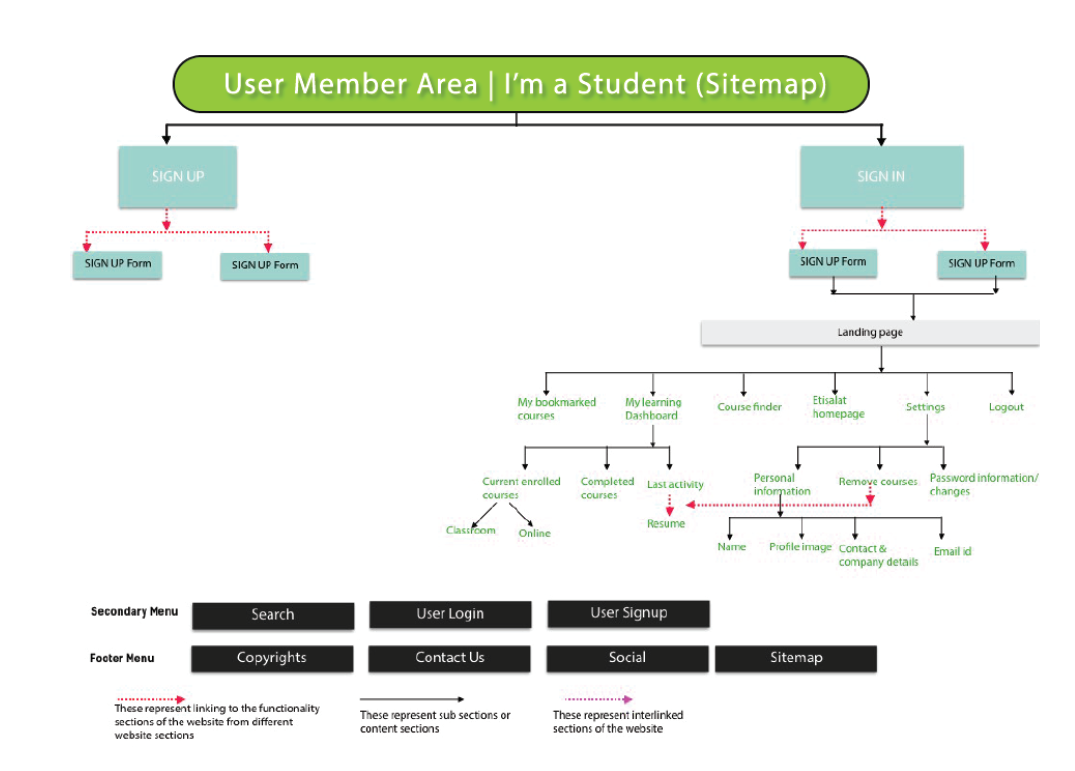 User Member Area | I'm a Student (Sitemap)
SIGN UP
SIGN IN
SIGN UP Form
SIGN UP Form
SIGN UP Form
SIGN UP Form
Landing page
My bookmarked
courses
My learning
Dashboard
Course finder
Etisalat
homepage
Settings
Logout
Current enrolled
courses
Completed
courses
Last activity
Personal
information
Remove courses
Password information/
changes
Classroom
Online
Resume
Name
Profile image
Contact &
company details
Email id
Secondary Menu
Search
User Login
User Signup
Footer Menu
Copyrights
Contact Us
Social
Sitemap
These represent linking to the functionality
sections of the website from different
website sections
These represent sub sections or
content sections
These represent interlinked
sections of the website